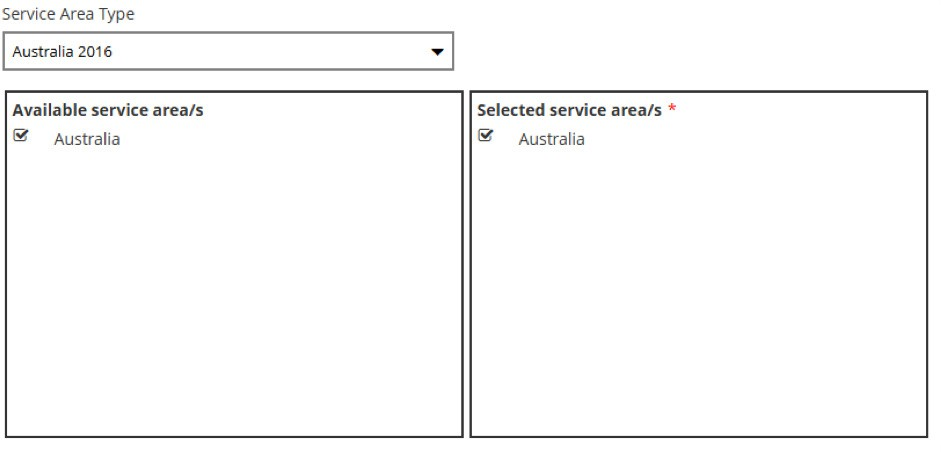 Service Area Type
Australia 2016
Available service area/s
Australia
Selected service area/s *
Australia